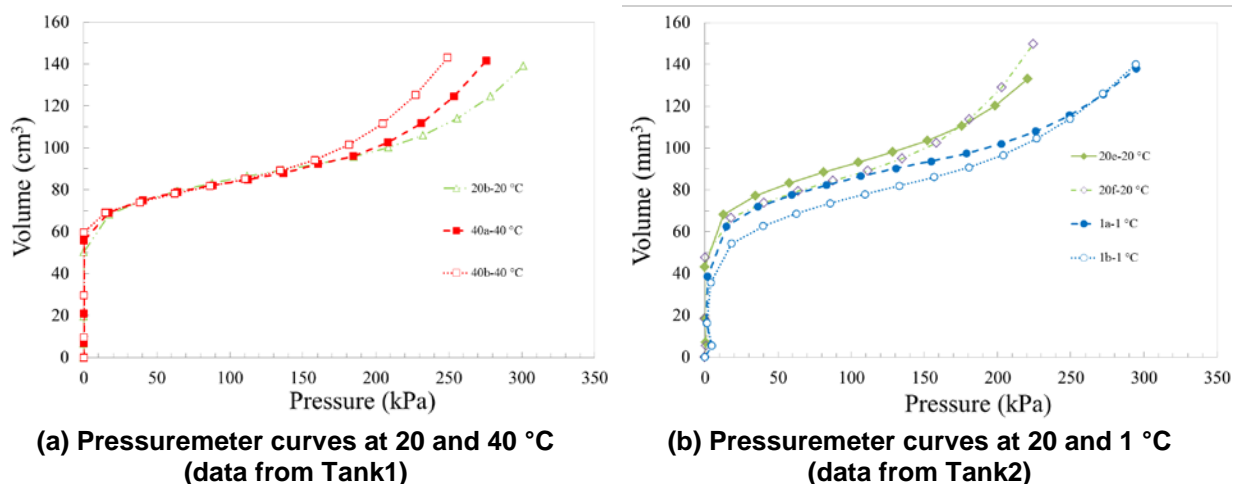 160
140
120
100
80
60
40
20
0
Volume (cm³)
20b-20 °C
40a-40 °C
40b-40 °C
0 50 100 150 200 250 300 350
Pressure (kPa)
(a) Pressuremeter curves at 20 and 40 °C
(data from Tank1)
160
140
120
100
80
60
40
20
0
Volume (mm³)
20e-20 °C
20f-20 °C
1a-1 °C
1b-1 °C
0 50 100 150 200 250 300 350
Pressure (kPa)
(b) Pressuremeter curves at 20 and 1 °C
(data from Tank2)